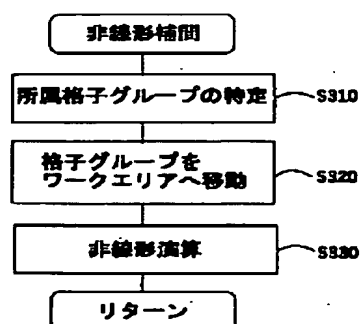 非線形補間
所属格子グループの特定
S310
格子グループを
ワークエリアへ移動
S320
非線形演算
S330
リターン